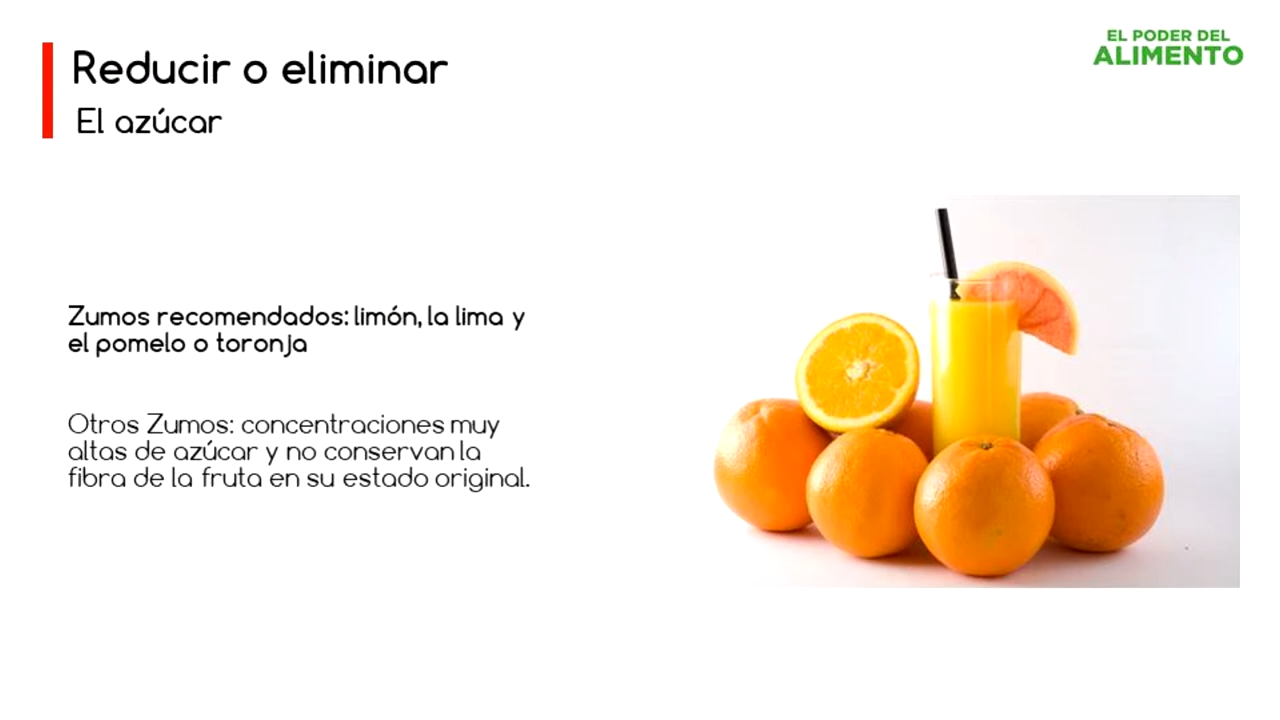 Reducir o eliminar
El azúcar
EL PODER DEL
ALIMENTO
Zumos recomendados: limón, la lima y
el pomelo o toronja
Otros Zumos: concentraciones muy
altas de azúcar y no conservan la
fibra de la fruta en su estado original.